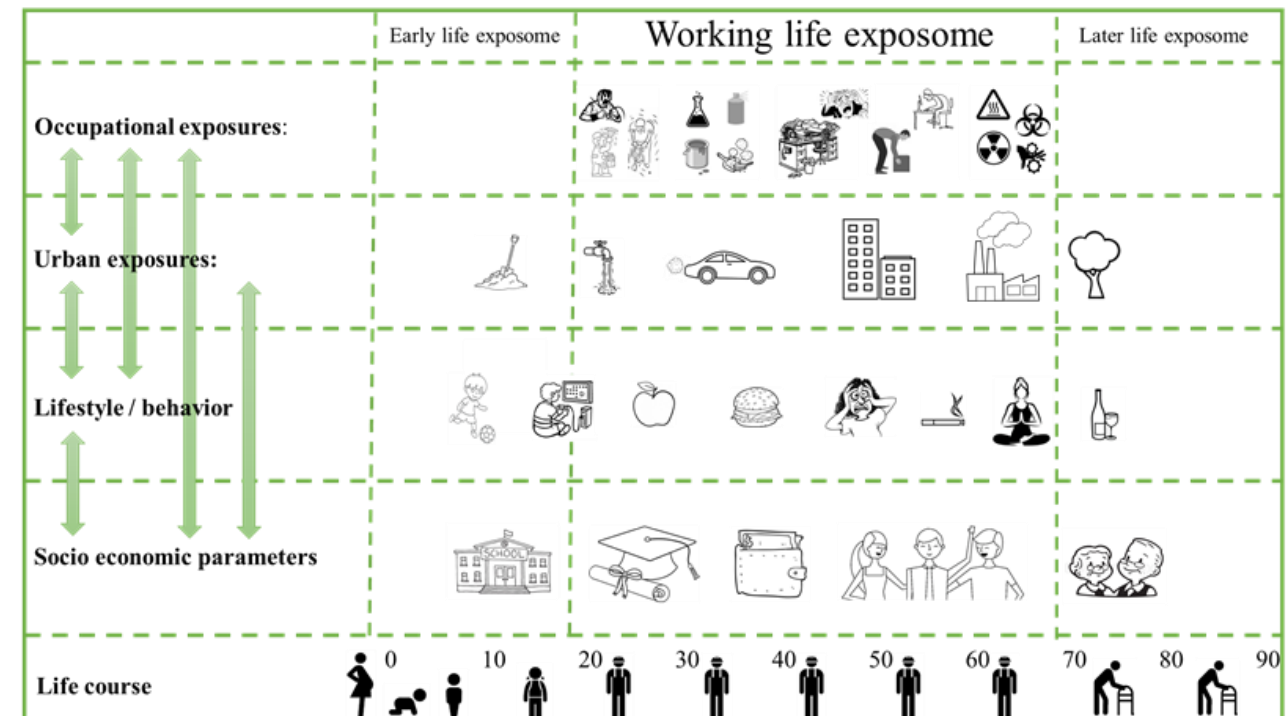 Early life exposome
Working life exposome
Later life exposome
Occupational exposures:
Urban exposures:
Lifestyle / behavior
SCHOOL
Socio economic parameters
0 10 20 30 40 50 60 70 80 90
Life course